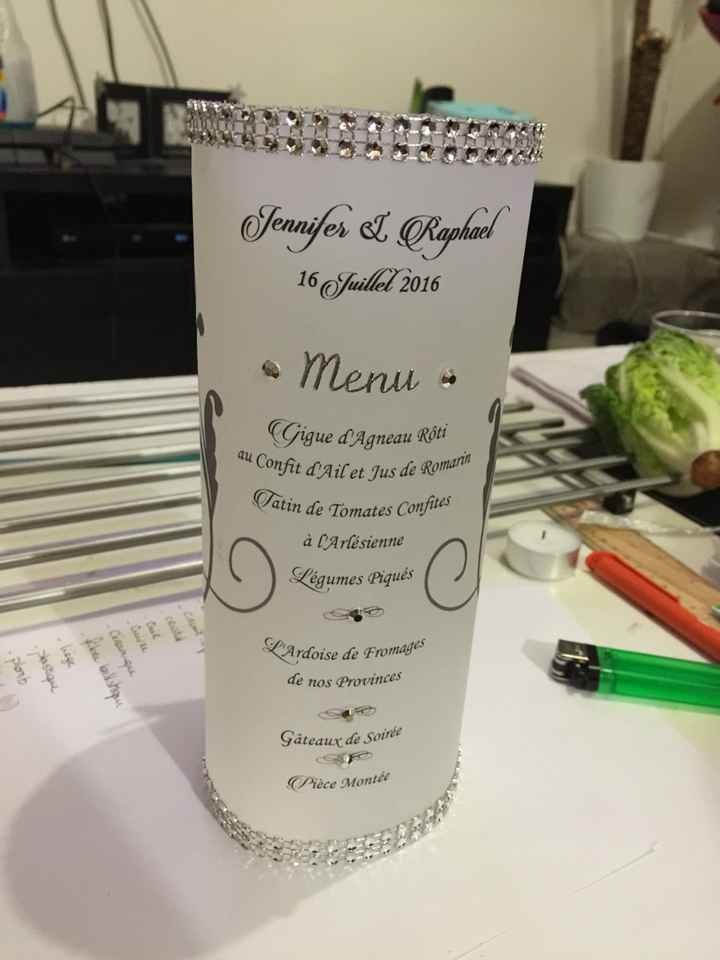 Jennifer & Raphael
16 Juillet 2016
Menu
Gigue d'Agneau Rôti
au Confit d'Ail et Jus de Romarin
Tatin de Tomates Confites
à l'Arlésienne
Légumes Piqués
L'Ardoise de Fromages
de nos Provinces
Gâteaux de Soirée
Pièce Montée